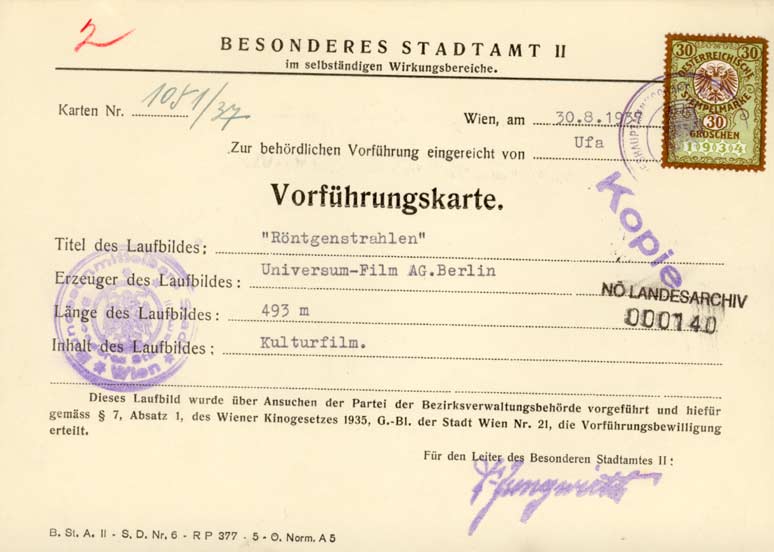 2
BESONDERES STADTAMT II
im selbständigen Wirkungsbereiche.
30 30
ÖSTERREICHISCHE
STEMPELMARKE
30
GROSCHEN
1934
Karten Nr. 1051/37
Wien, am 30.8.1937
Zur behördlichen Vorführung eingereicht von Ufa
Kopie
Vorführungskarte.
Titel des Laufbildes: "Röntgenstrahlen"
Erzeuger des Laufbildes: Universum-Film AG.Berlin
NÖ LANDESARCHIV
000140
Länge des Laufbildes: 493 m
Inhalt des Laufbildes: Kulturfilm.
Wien
Dieses Laufbild wurde über Ansuchen der Partei der Bezirksverwaltungsbehörde vorgeführt und hiefür
gemäss § 7, Absatz 1, des Wiener Kinogesetzes 1935, G.-Bl. der Stadt Wien Nr. 21, die Vorführungsbewilligung
erteilt.
Für den Leiter des Besonderen Stadtamtes II:
B. St. A. II - S. D. Nr. 6 - R P 377 - 5 - O. Norm. A 5